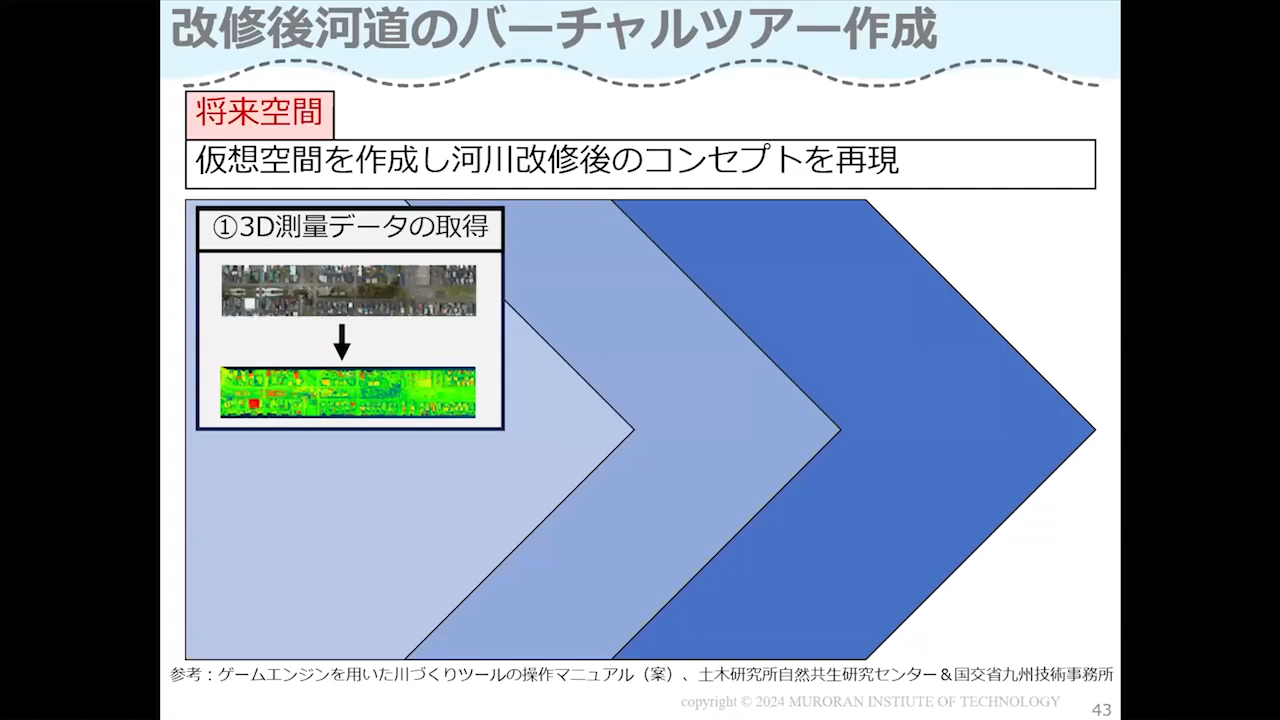 改修後河道のバーチャルツアー作成
将来空間
仮想空間を作成し河川改修後のコンセプトを再現
①3D測量データの取得
参考：ゲームエンジンを用いた川づくりツールの操作マニュアル（案）、土木研究所自然共生研究センター＆国交省九州技術事務所
copyright © 2024 MURORAN INSTIUTE OF TECHNOLOGY
43